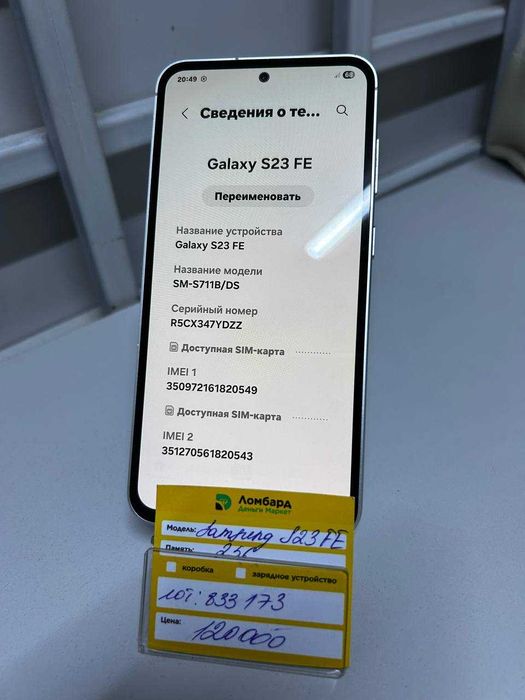 20:49
68
Сведения о те...
Galaxy S23 FE
Переименовать
Название устройства
Galaxy S23 FE
Название модели
SM-S711B/DS
Серийный номер
R5CX347YDZZ
Доступная SIM-карта
IMEI 1
350972161820549
Доступная SIM-карта
IMEI 2
351270561820543
Ломбард
Деньги Маркет
Модель: Samsung S23 FE
Память: 256
коробка зарядное устройство
лот: 833 173
Цена: 120000